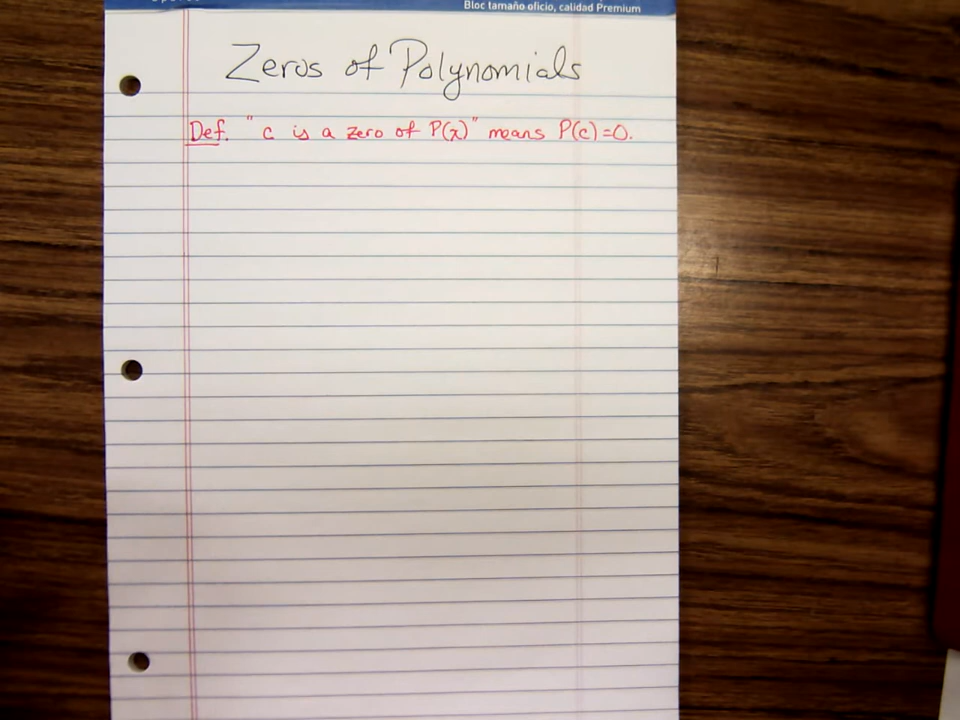 Bloc tamaño oficio, calidad Premium
Zeros of Polynomials
Def. "c is a zero of P(x)" means P(c)=0.